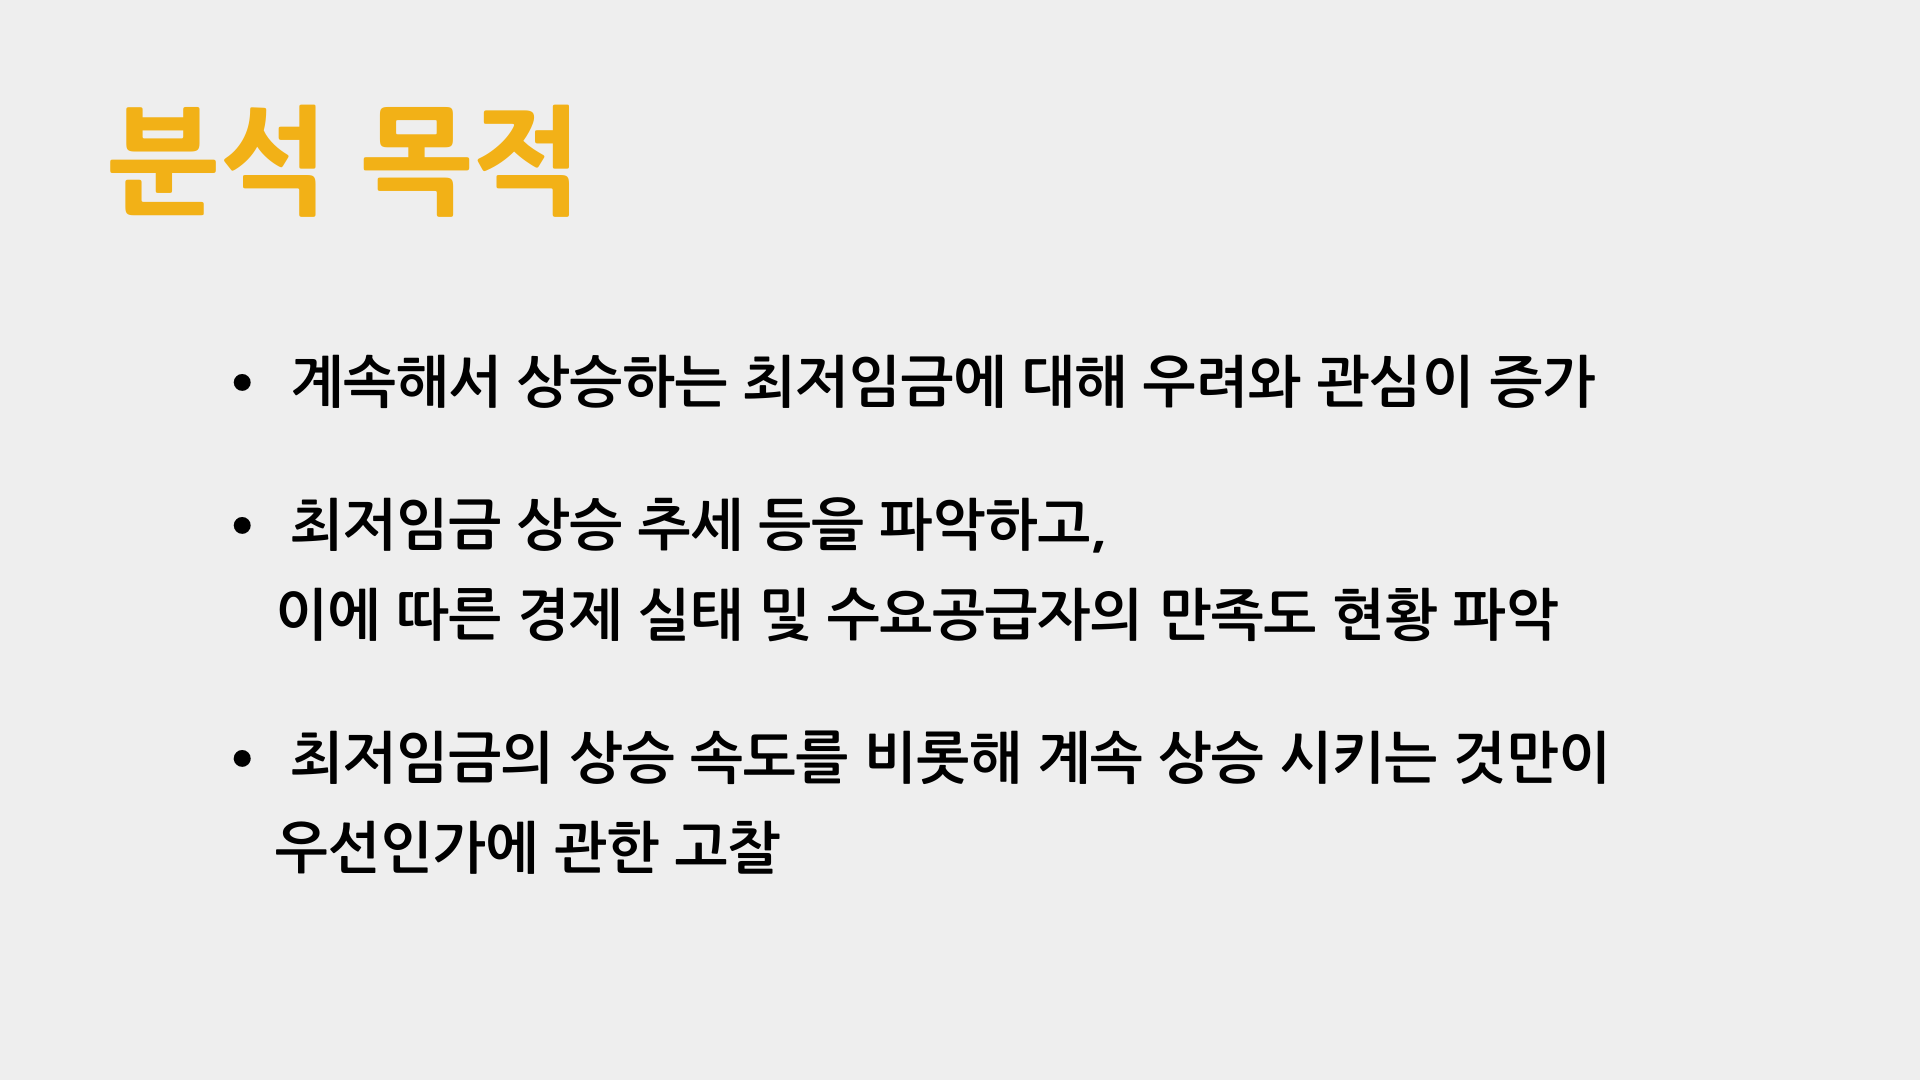 분석 목적
• 계속해서 상승하는 최저임금에 대해 우려와 관심이 증가
• 최저임금 상승 추세 등을 파악하고,
이에 따른 경제 실태 및 수요공급자의 만족도 현황 파악
• 최저임금의 상승 속도를 비롯해 계속 상승 시키는 것만이
우선인가에 관한 고찰